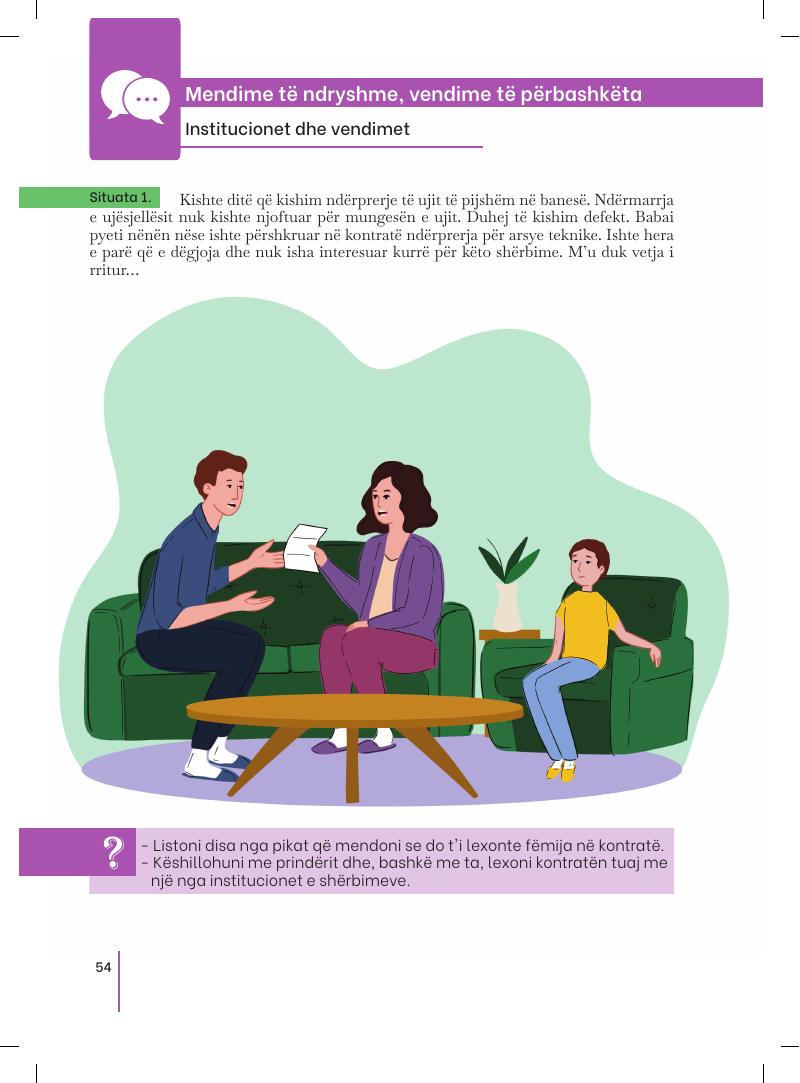 Mendime të ndryshme, vendime të përbashkëta
Institucionet dhe vendimet
Situata 1. Kishte ditë që kishim ndërprerje të ujit të pijshëm në banesë. Ndërmarrja
e ujësjellësit nuk kishte njoftuar për mungesën e ujit. Duhej të kishim defekt. Babai
pyeti nënën nëse ishte përshkruar në kontratë ndërprerja për arsye teknike. Ishte hera
e parë që e dëgjoja dhe nuk isha interesuar kurrë për këto shërbime. M’u duk vetja i
rritur...
?
- Listoni disa nga pikat që mendoni se do t’i lexonte fëmija në kontratë.
- Këshillohuni me prindërit dhe, bashkë me ta, lexoni kontratën tuaj me
një nga institucionet e shërbimeve.
54